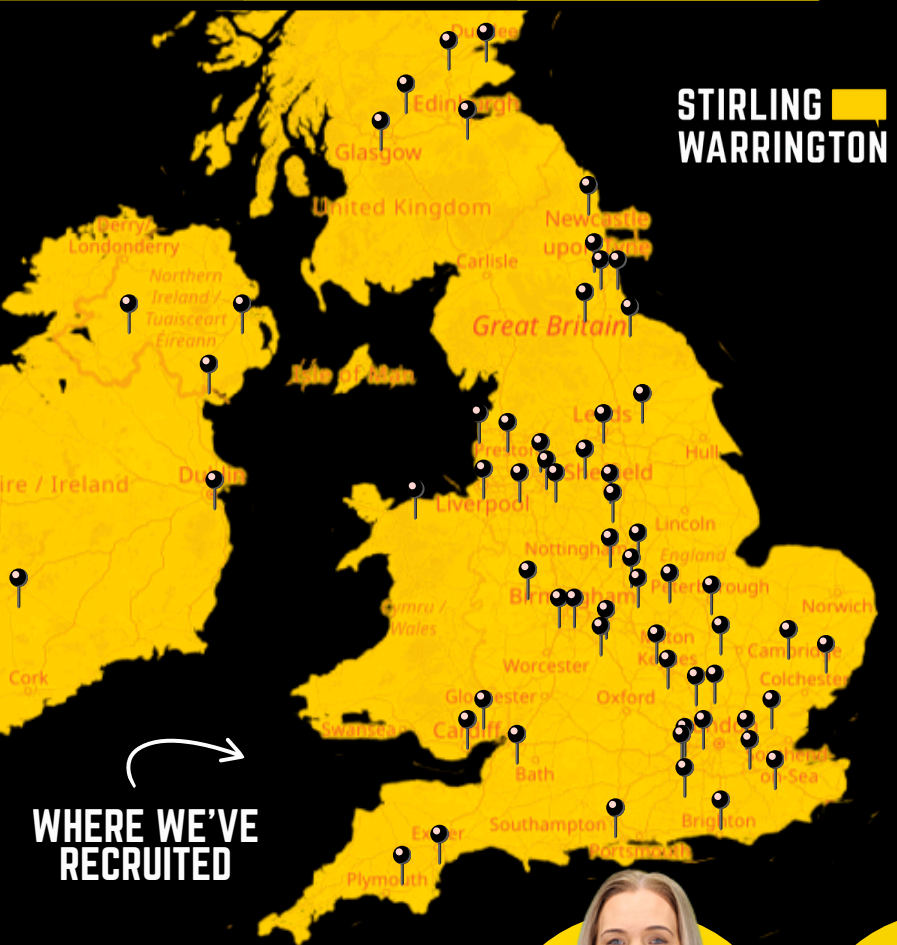 Dundee
STIRLING
WARRINGTON
Edinburgh
Glasgow
United Kingdom
Newcastle
upon Tyne
Derry/
Londonderry
Carlisle
Northern
Ireland /
Tuaisceart
Éireann
Great Britain
Isle of Man
Leeds
Preston
Hull
Sheffield
Dublin
ire / Ireland
Liverpool
Lincoln
Nottingham
England
Peterborough
Birmingham
Norwich
Cymru /
Wales
Milton
Keynes
Cambridge
Worcester
Cork
Colchester
Gloucester
Oxford
Swansea
Cardiff
London
Southend-
on-Sea
Bath
WHERE WE'VE
RECRUITED
Southampton
Brighton
Exeter
Portsmouth
Plymouth